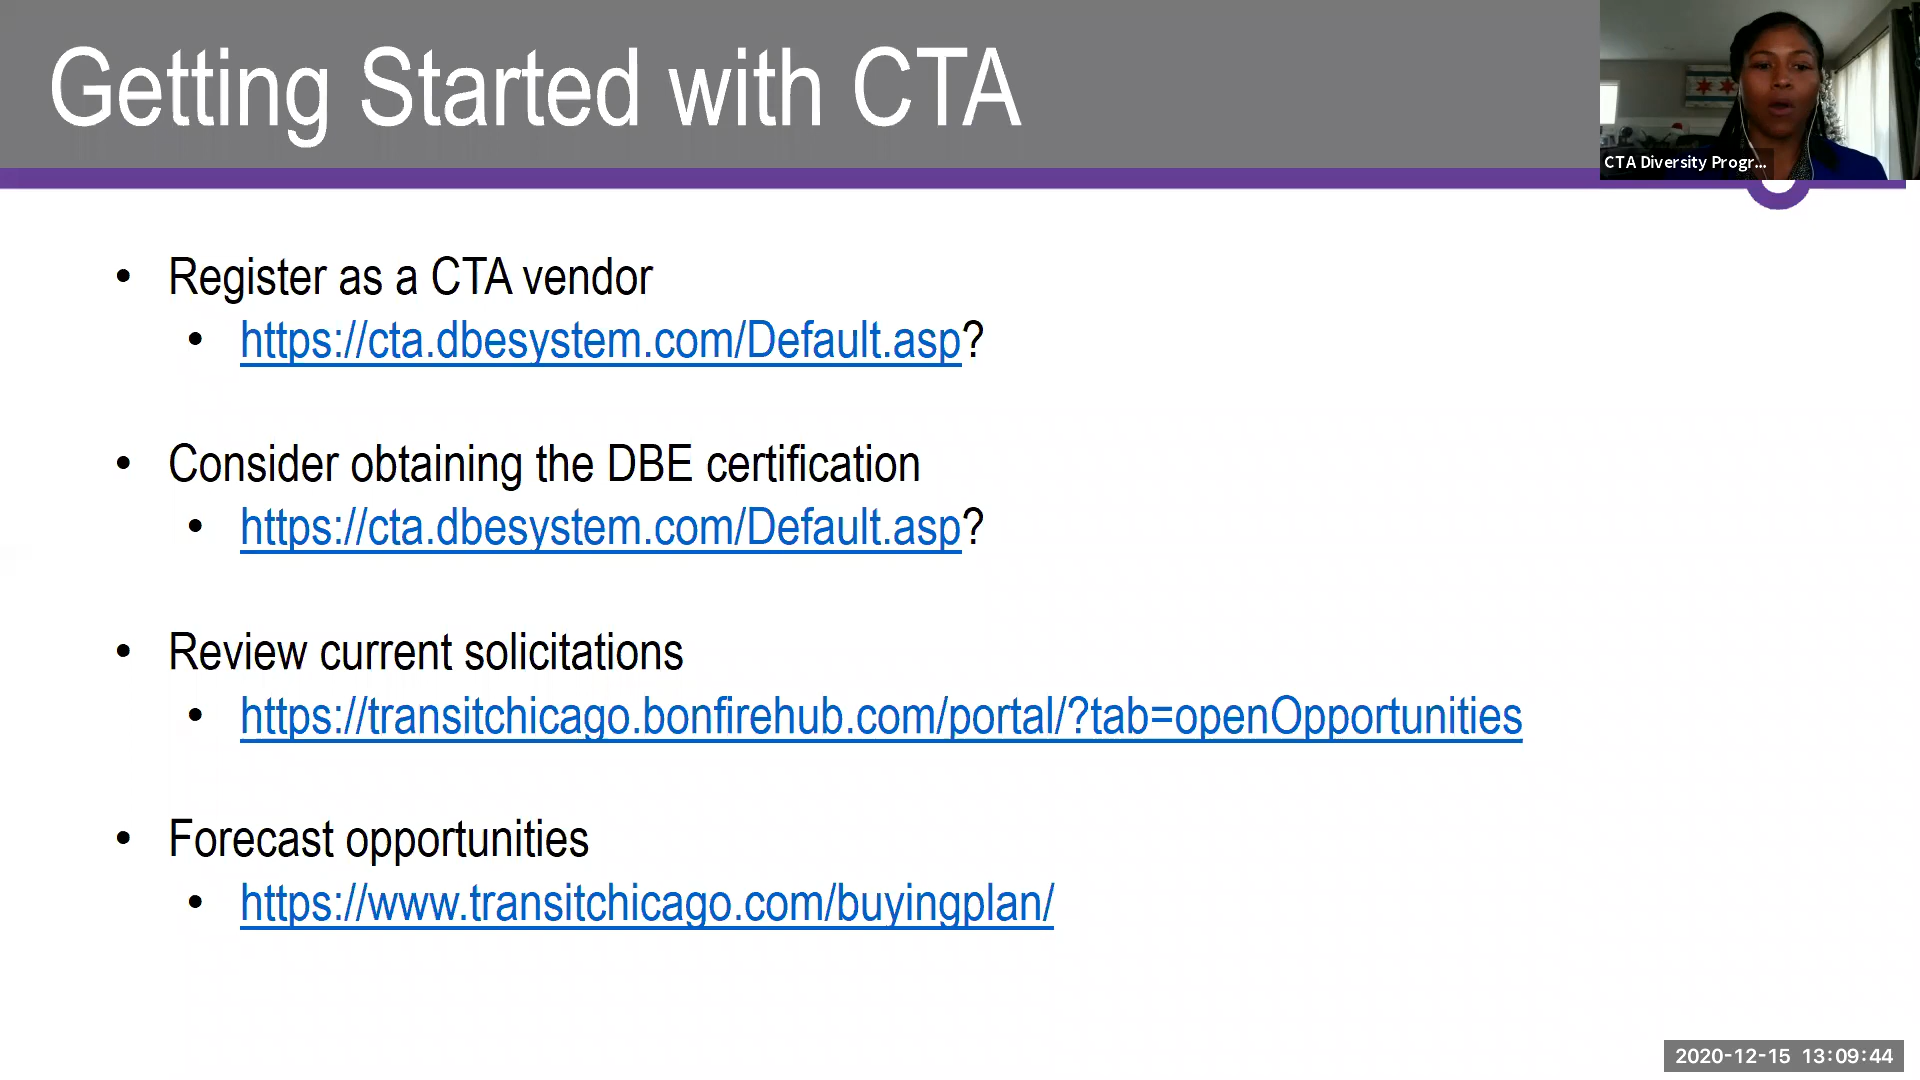 Getting Started with CTA
CTA Diversity Progr...
• Register as a CTA vendor
• https://cta.dbesystem.com/Default.asp?
• Consider obtaining the DBE certification
• https://cta.dbesystem.com/Default.asp?
• Review current solicitations
• https://transitchicago.bonfirehub.com/portal/?tab=openOpportunities
• Forecast opportunities
• https://www.transitchicago.com/buyingplan/
2020-12-15 13:09:44